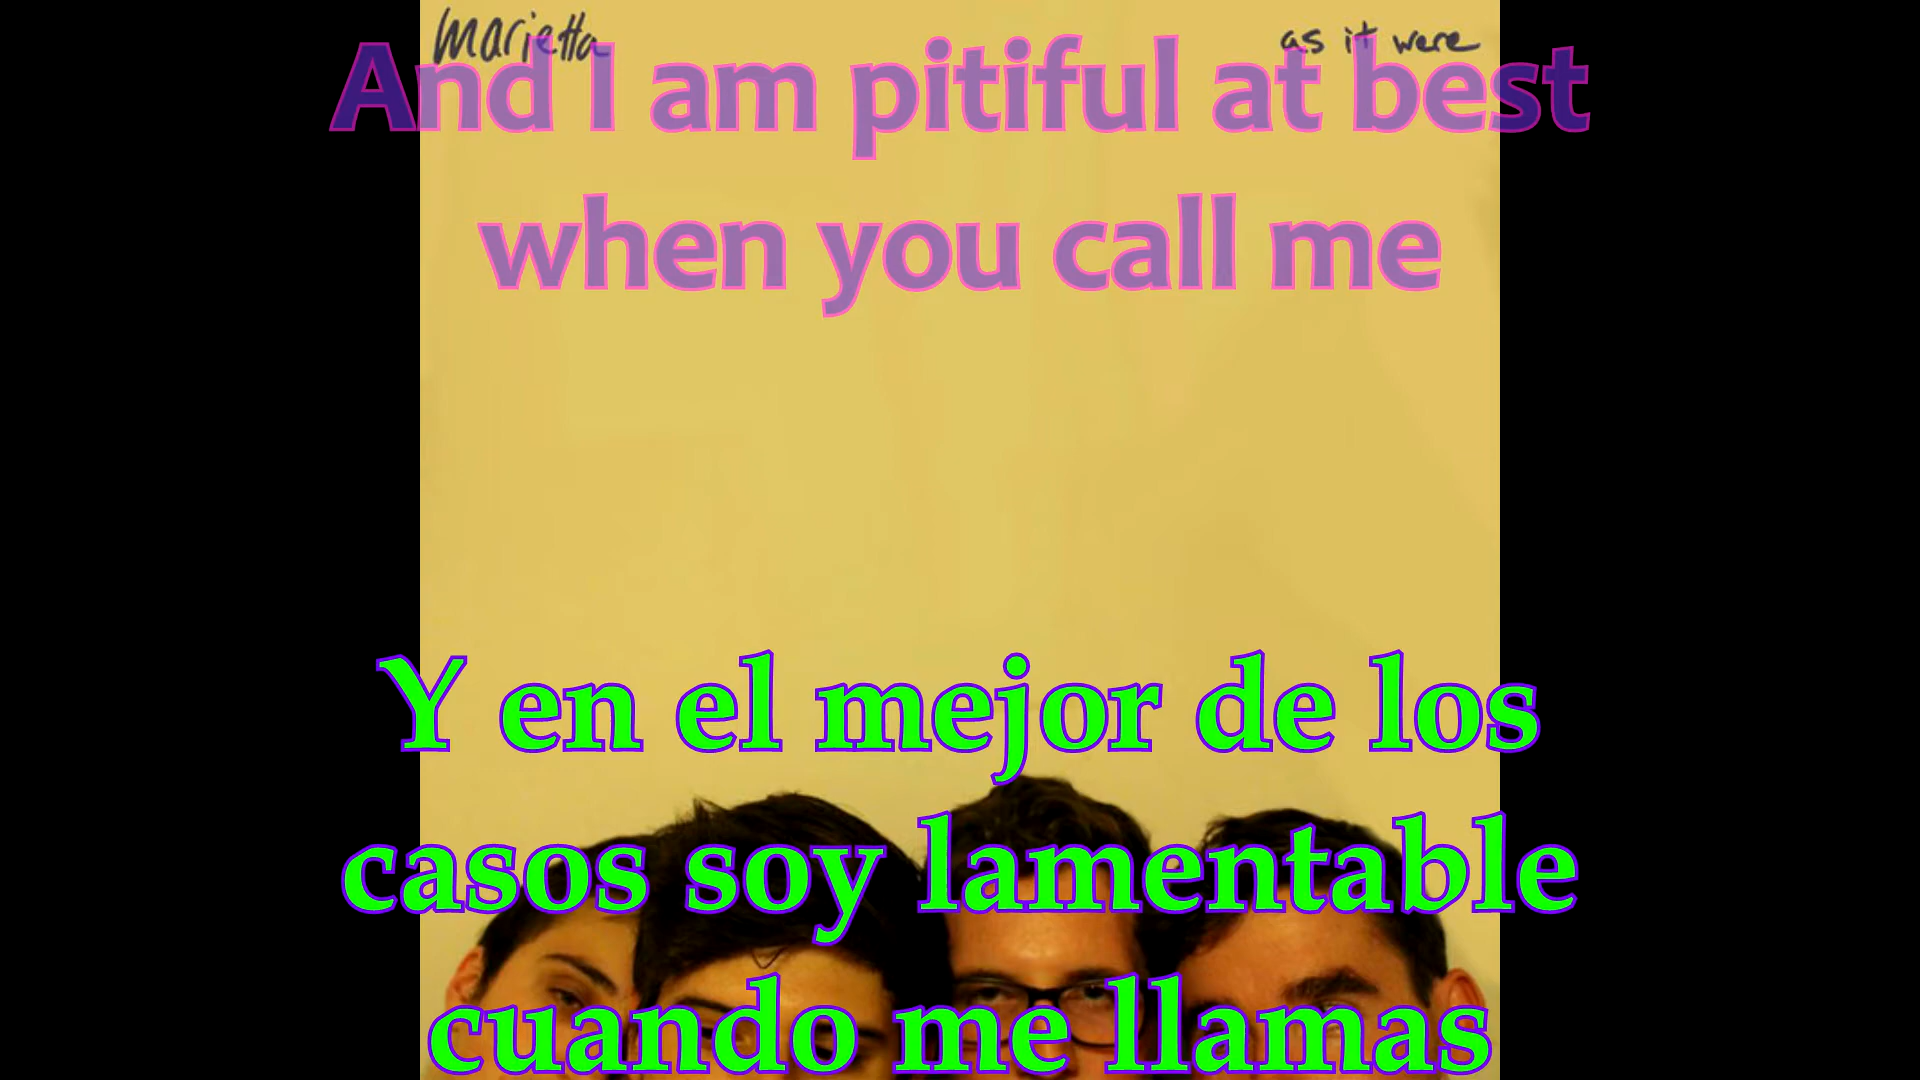 marietta
as it were
And I am pitiful at best
when you call me
Y en el mejor de los
casos soy lamentable
cuando me llamas